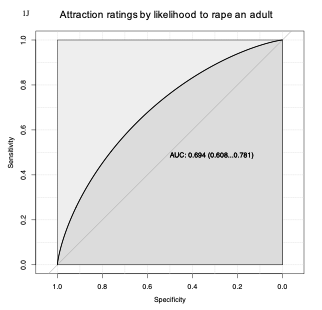 1J
Attraction ratings by likelihood to rape an adult
1.0
0.8
0.6
0.4
0.2
0.0
Sensitivity
AUC: 0.694 (0.608...0.781)
1.0 0.8 0.6 0.4 0.2 0.0
Specificity